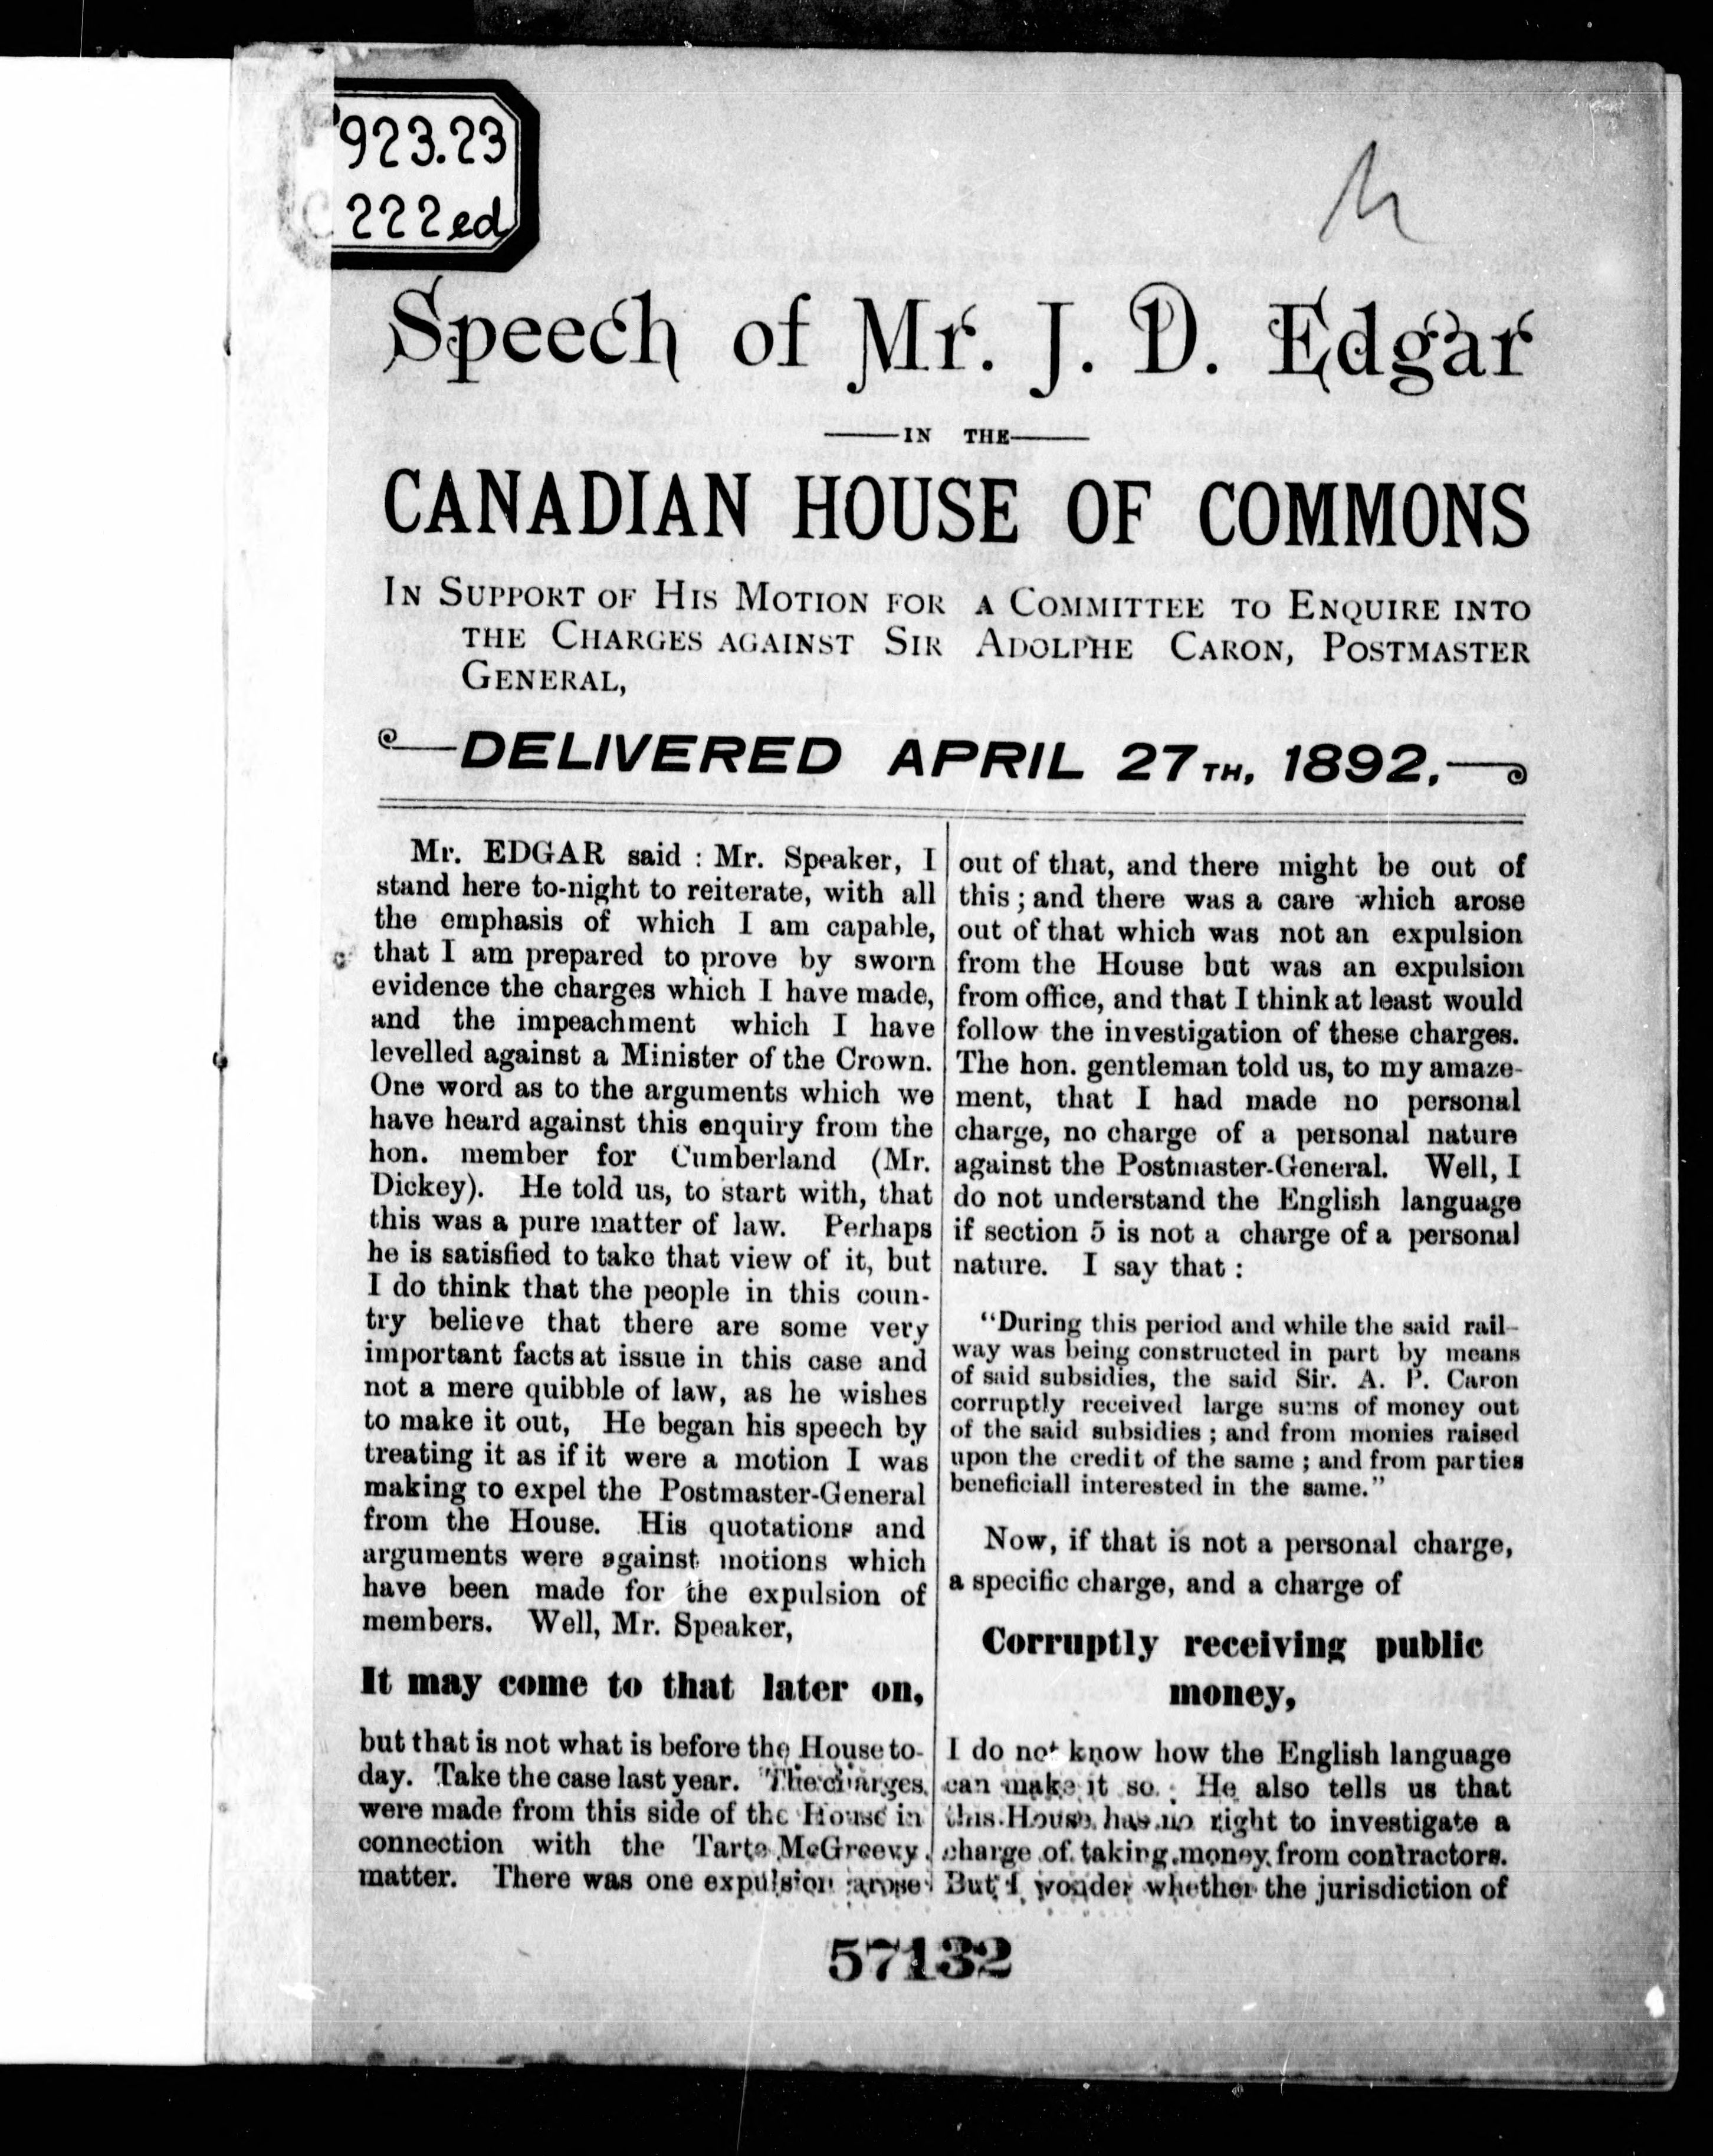 923.23
222ed
Speech of Mr. J. D. Edgar
IN THE
CANADIAN HOUSE OF COMMONS
IN SUPPORT OF HIS MOTION FOR A COMMITTEE TO ENQUIRE INTO
THE CHARGES AGAINST SIR ADOLPHE CARON, POSTMASTER
GENERAL,
DELIVERED APRIL 27TH, 1892.
Mr. EDGAR said : Mr. Speaker, I
stand here to-night to reiterate, with all
the emphasis of which I am capable,
that I am prepared to prove by sworn
evidence the charges which I have made,
and the impeachment which I have
levelled against a Minister of the Crown.
One word as to the arguments which we
have heard against this enquiry from the
hon. member for Cumberland (Mr.
Dickey). He told us, to start with, that
this was a pure matter of law. Perhaps
he is satisfied to take that view of it, but
I do think that the people in this coun-
try believe that there are some very
important facts at issue in this case and
not a mere quibble of law, as he wishes
to make it out, He began his speech by
treating it as if it were a motion I was
making to expel the Postmaster-General
from the House. His quotations and
arguments were against motions which
have been made for the expulsion of
members. Well, Mr. Speaker,
It may come to that later on,
but that is not what is before the House to-
day. Take the case last year. The charges
were made from this side of the House in
connection with the Tarte McGreevy
matter. There was one expulsion arose
out of that, and there might be out of
this ; and there was a care which arose
out of that which was not an expulsion
from the House but was an expulsion
from office, and that I think at least would
follow the investigation of these charges.
The hon. gentleman told us, to my amaze-
ment, that I had made no personal
charge, no charge of a personal nature
against the Postmaster-General. Well, I
do not understand the English language
if section 5 is not a charge of a personal
nature. I say that :
"During this period and while the said rail-
way was being constructed in part by means
of said subsidies, the said Sir. A. P. Caron
corruptly received large sums of money out
of the said subsidies ; and from monies raised
upon the credit of the same ; and from parties
beneficiall interested in the same."
Now, if that is not a personal charge,
a specific charge, and a charge of
Corruptly receiving public
money,
I do not know how the English language
can make it so. He also tells us that
this House has no right to investigate a
charge of taking money from contractors.
But I wonder whether the jurisdiction of
57132